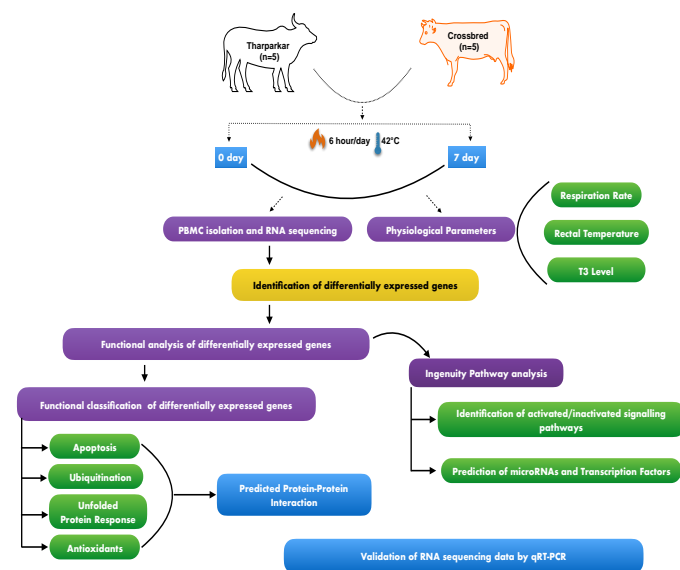 Tharparkar
(n=5)
Crossbred
(n=5)
6 hour/day 42°C
0 day
7 day
PBMC isolation and RNA sequencing
Physiological Parameters
Respiration Rate
Rectal Temperature
T3 Level
Identification of differentially expressed genes
Functional analysis of differentially expressed genes
Ingenuity Pathway analysis
Functional classification of differentially expressed genes
Identification of activated/inactivated signalling
pathways
Prediction of microRNAs and Transcription Factors
Apoptosis
Ubiquitination
Unfolded
Protein Response
Antioxidants
Predicted Protein-Protein
Interaction
Validation of RNA sequencing data by qRT-PCR